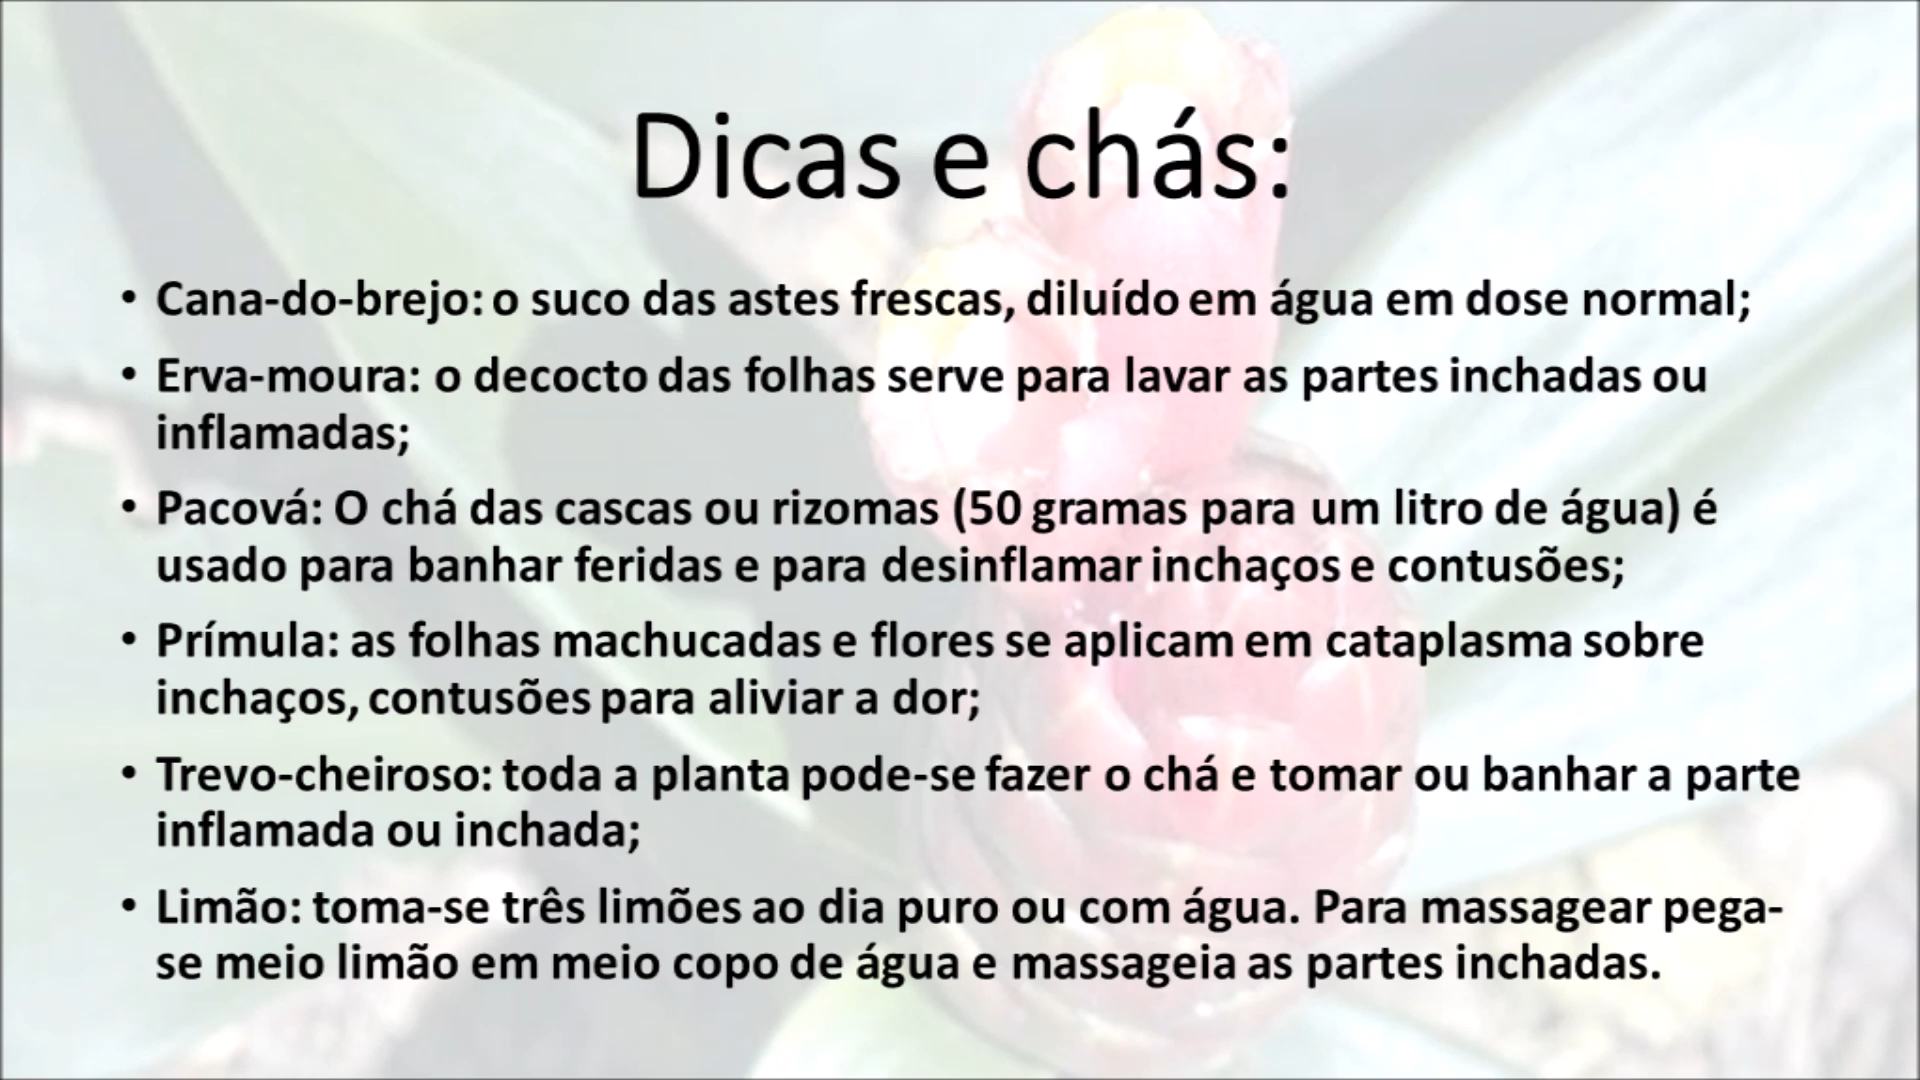 Dicas e chás:
• Cana-do-brejo: o suco das astes frescas, diluído em água em dose normal;
• Erva-moura: o decocto das folhas serve para lavar as partes inchadas ou
inflamadas;
• Pacová: O chá das cascas ou rizomas (50 gramas para um litro de água) é
usado para banhar feridas e para desinflamar inchaços e contusões;
• Prímula: as folhas machucadas e flores se aplicam em cataplasma sobre
inchaços, contusões para aliviar a dor;
• Trevo-cheiroso: toda a planta pode-se fazer o chá e tomar ou banhar a parte
inflamada ou inchada;
• Limão: toma-se três limões ao dia puro ou com água. Para massagear pega-
se meio limão em meio copo de água e massageia as partes inchadas.